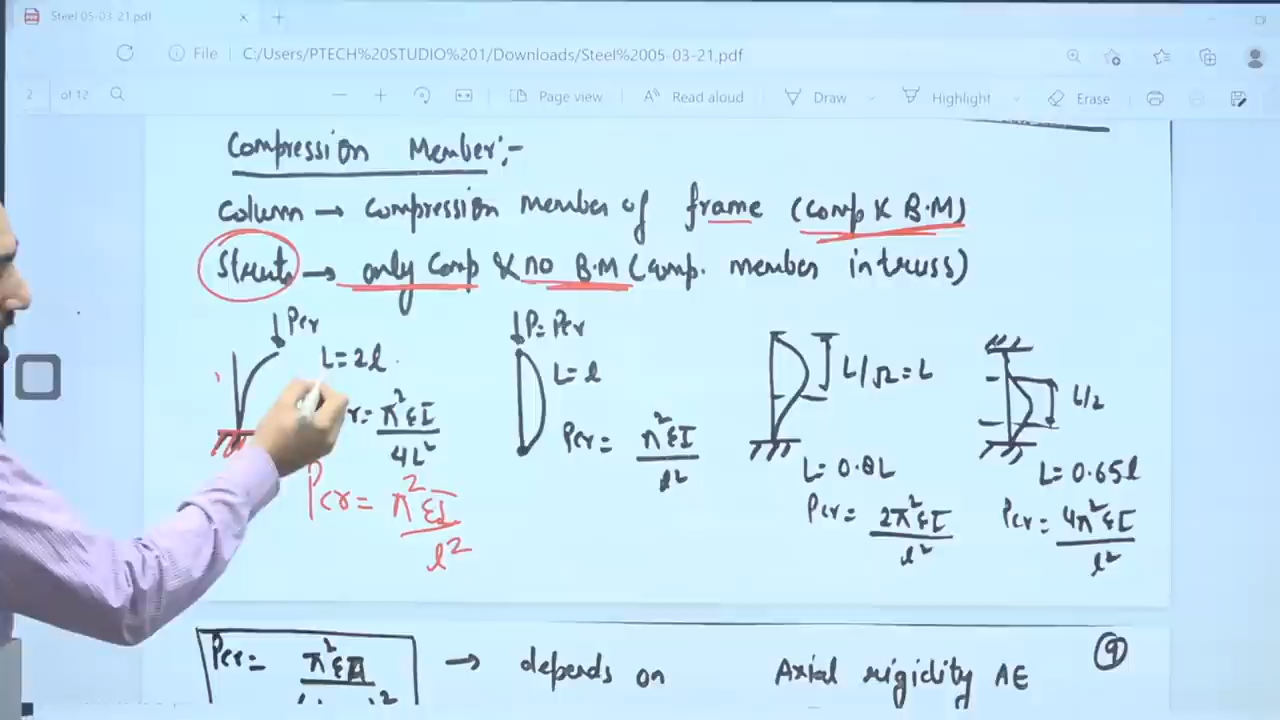 Steel 05-03-21.pdf
File C:/Users/PTECH%20STUDIO%201/Downloads/Steel%2005-03-21.pdf
2 of 12 Page view Read aloud Draw Highlight Erase
Compression Member:-
Column → Compression member of frame (Comp & B.M)
Struts → only Comp & no B.M (comp. member in truss)
Pcr
L=2l
r= π²EI/4L²
Pcr= π²EI/l²
P=Pcr
L=l
Pcr= π²EI/l²
L/√2=L
L=0.8L
Pcr= 2π²EI/l²
L/2
L=0.65l
Pcr= 4π²EI/l²
Pcr= π²E
→ depends on Axial rigidity AE
9